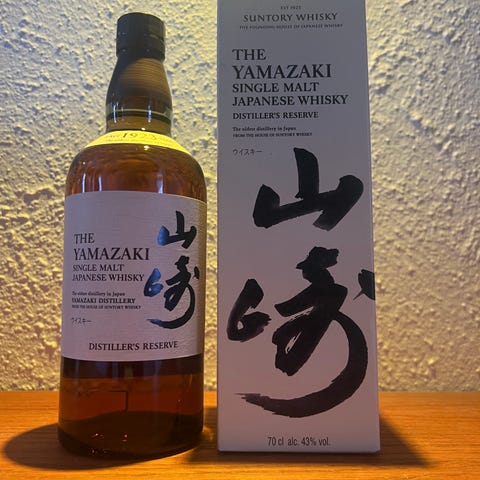 1923
THE
YAMAZAKI
SINGLE MALT
JAPANESE WHISKY
The oldest distillery in Japan
YAMAZAKI DISTILLERY
FROM THE HOUSE OF SUNTORY WHISKY
ウイスキー
山崎
DISTILLER'S RESERVE
EST 1923
SUNTORY WHISKY
THE FOUNDING HOUSE OF JAPANESE WHISKY
THE
YAMAZAKI
SINGLE MALT
JAPANESE WHISKY
DISTILLER'S RESERVE
The oldest distillery in Japan
FROM THE HOUSE OF SUNTORY WHISKY
ウイスキー
山崎
70 cl alc. 43% vol.